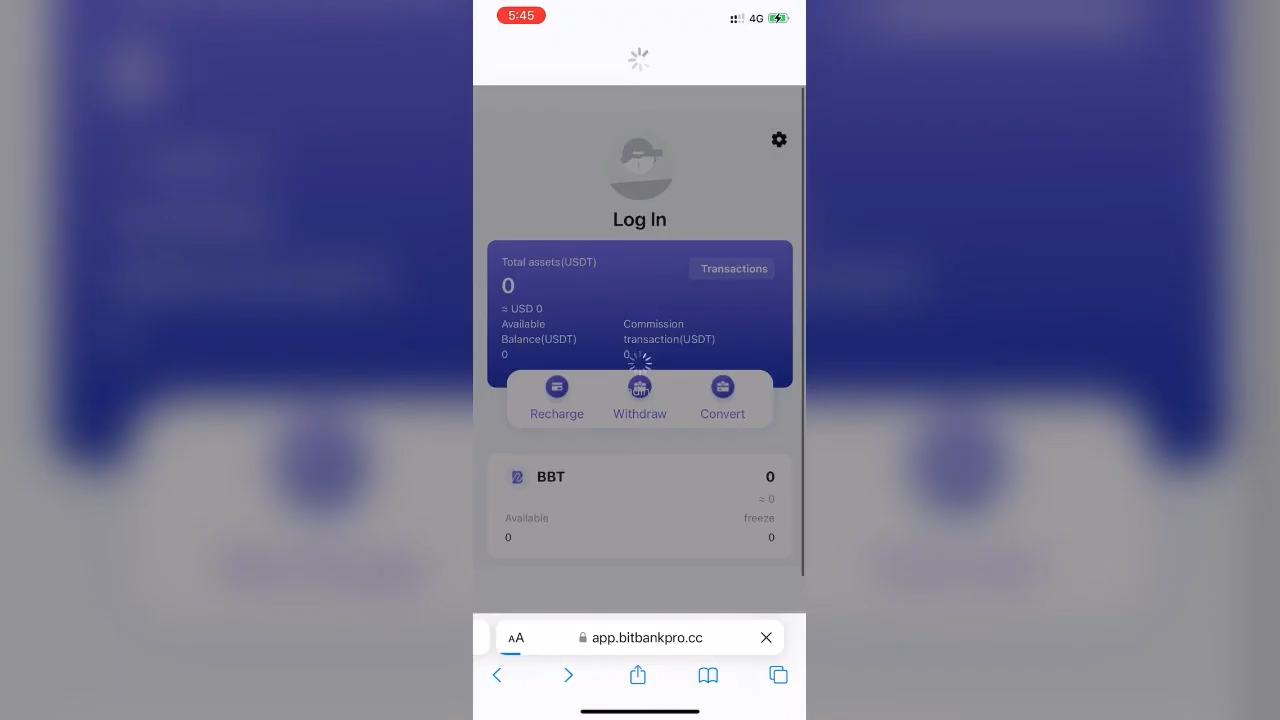 5:45
4G
Log In
Total assets(USDT)
Transactions
0
≈ USD 0
Available
Balance(USDT)
0
Commission
transaction(USDT)
0
Recharge
Withdraw
Convert
BBT
0
≈ 0
Available
freeze
0
0
AA
app.bitbankpro.cc